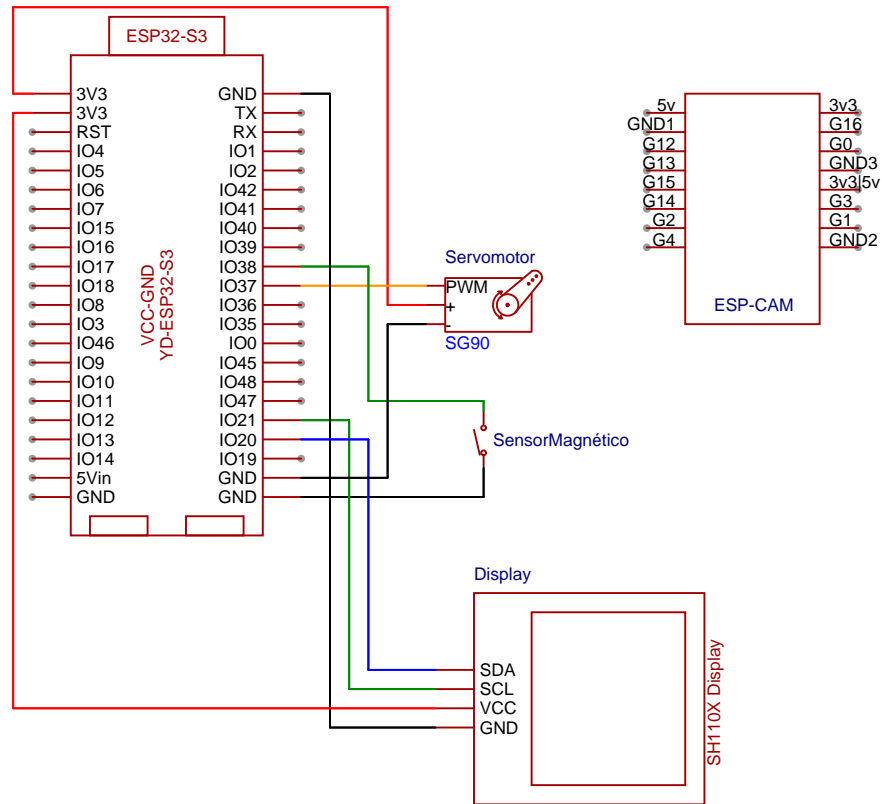 ESP32-S3
3V3
3V3
RST
IO4
IO5
IO6
IO7
IO15
IO16
IO17
IO18
IO8
IO3
IO46
IO9
IO10
IO11
IO12
IO13
IO14
5Vin
GND
VCC-GND
YD-ESP32-S3
GND
TX
RX
IO1
IO2
IO42
IO41
IO40
IO39
IO38
IO37
IO36
IO35
IO0
IO45
IO48
IO47
IO21
IO20
IO19
GND
GND
Servomotor
PWM
+
-
SG90
SensorMagnético
5v
GND1
G12
G13
G15
G14
G2
G4
3v3
G16
G0
GND3
3v3|5v
G3
G1
GND2
ESP-CAM
Display
SDA
SCL
VCC
GND
SH110X Display